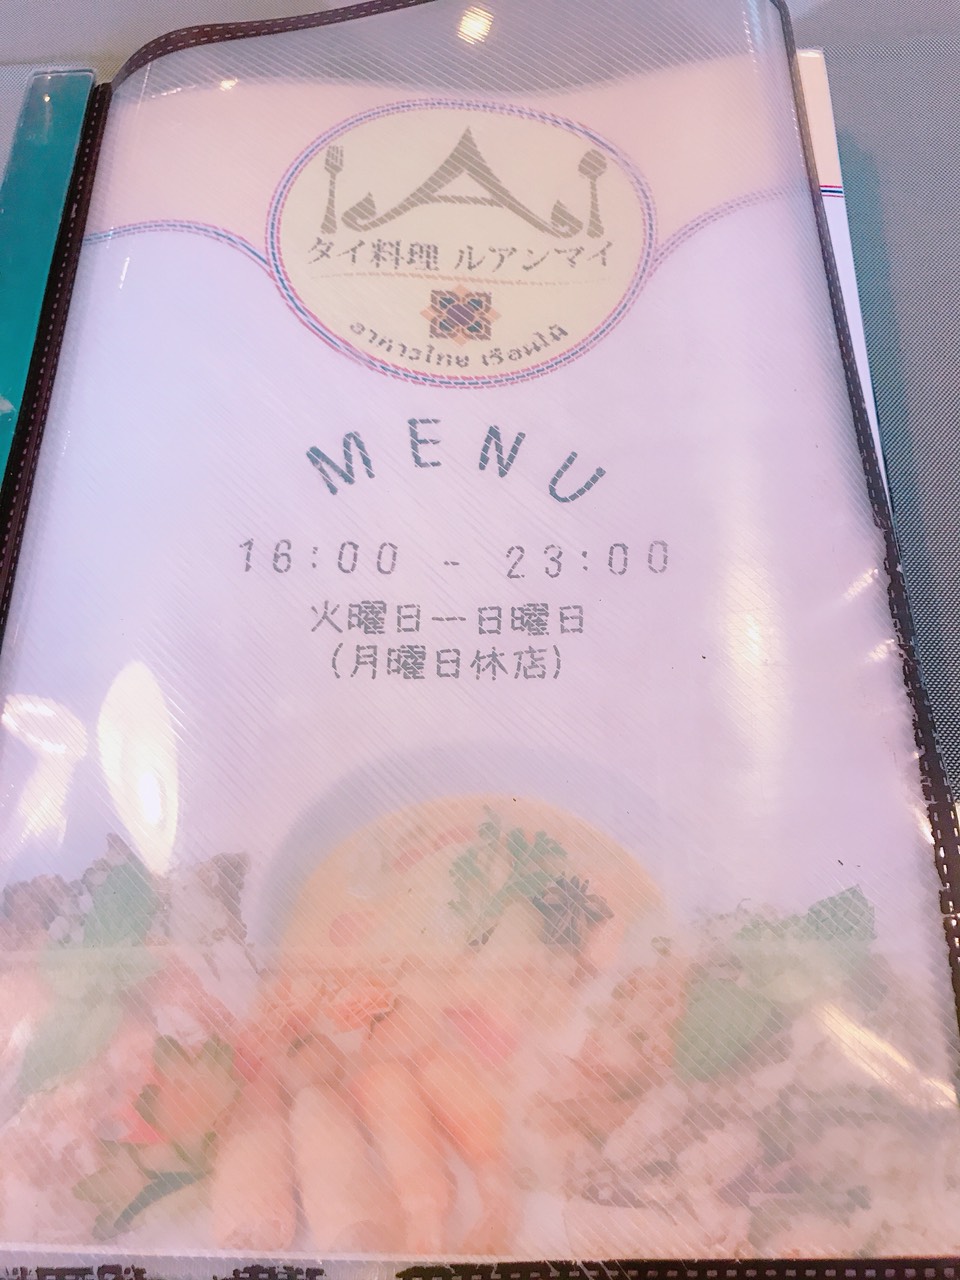 タイ料理 ルアンマイ
อาหารไทย เรือนไม้
MENU
16:00 - 23:00
火曜日ー日曜日
(月曜日休店)